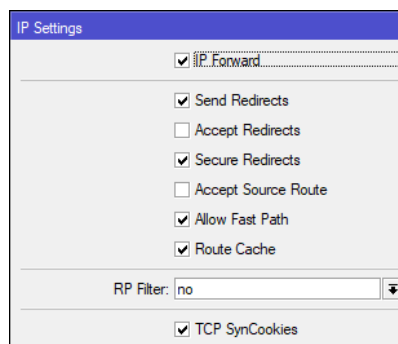 IP Settings
IP Forward
Send Redirects
Accept Redirects
Secure Redirects
Accept Source Route
Allow Fast Path
Route Cache
RP Filter: no
TCP SynCookies